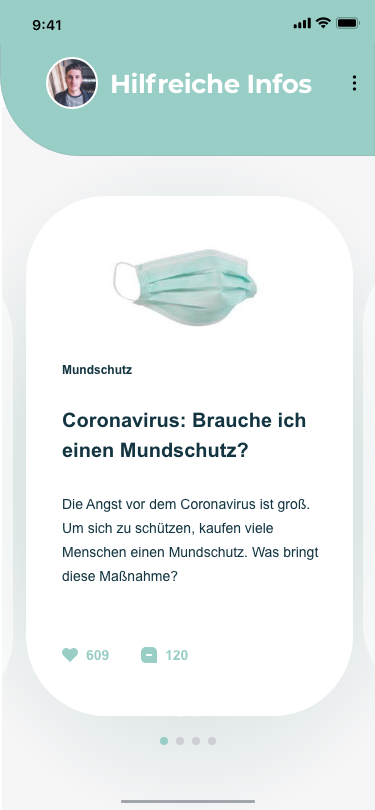 9:41
Hilfreiche Infos
Mundschutz
Coronavirus: Brauche ich
einen Mundschutz?
Die Angst vor dem Coronavirus ist groß.
Um sich zu schützen, kaufen viele
Menschen einen Mundschutz. Was bringt
diese Maßnahme?
609 120